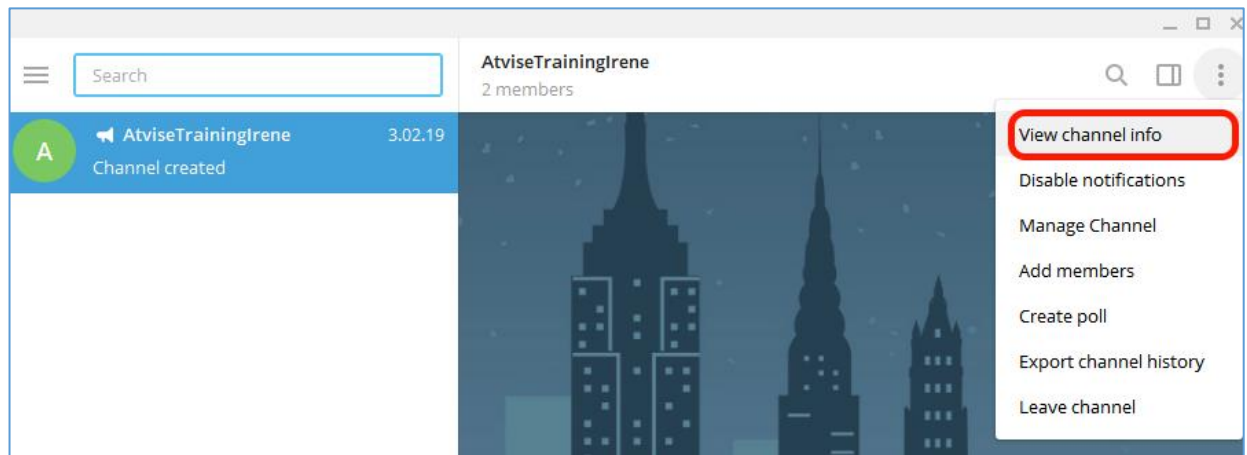 Search
AtviseTrainingIrene
2 members
A
AtviseTrainingIrene 3.02.19
Channel created
View channel info
Disable notifications
Manage Channel
Add members
Create poll
Export channel history
Leave channel